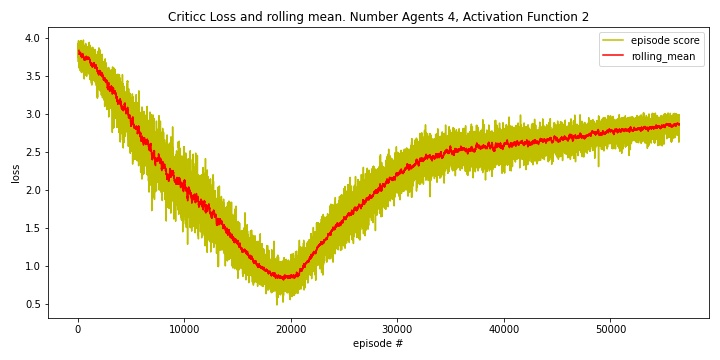 Criticc Loss and rolling mean. Number Agents 4, Activation Function 2
episode score
rolling_mean
4.0
3.5
3.0
2.5
2.0
1.5
1.0
0.5
loss
0 10000 20000 30000 40000 50000
episode #